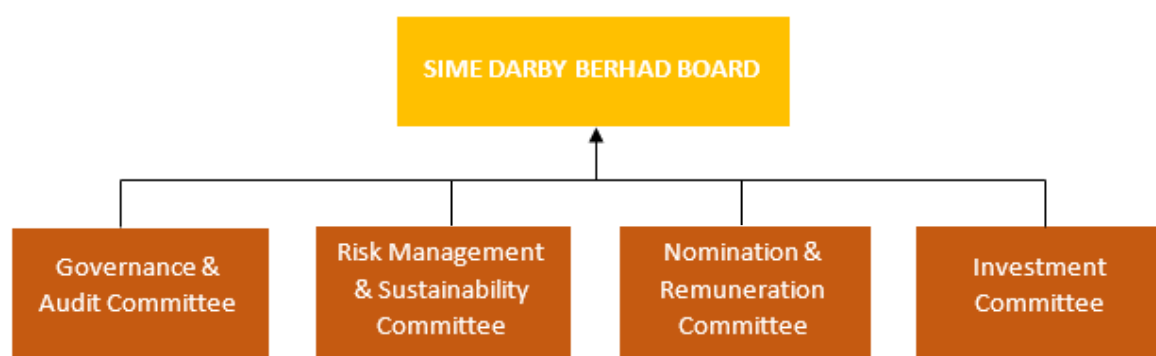 SIME DARBY BERHAD BOARD
Governance &
Audit Committee
Risk Management
& Sustainability
Committee
Nomination &
Remuneration
Committee
Investment
Committee